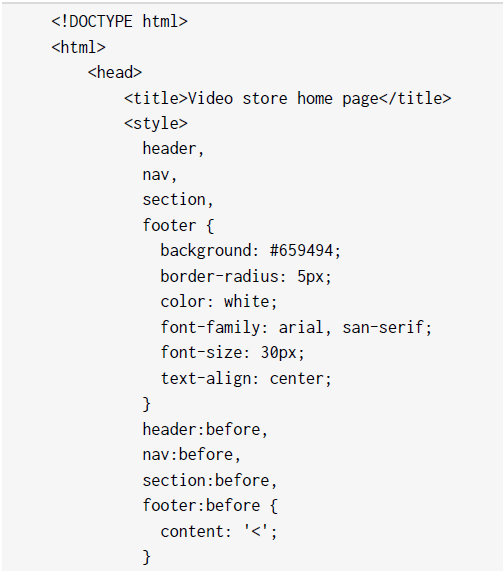 <!DOCTYPE html>
<html>
<head>
<title>Video store home page</title>
<style>
header,
nav,
section,
footer {
background: #659494;
border-radius: 5px;
color: white;
font-family: arial, san-serif;
font-size: 30px;
text-align: center;
}
header:before,
nav:before,
section:before,
footer:before {
content: '<';
}